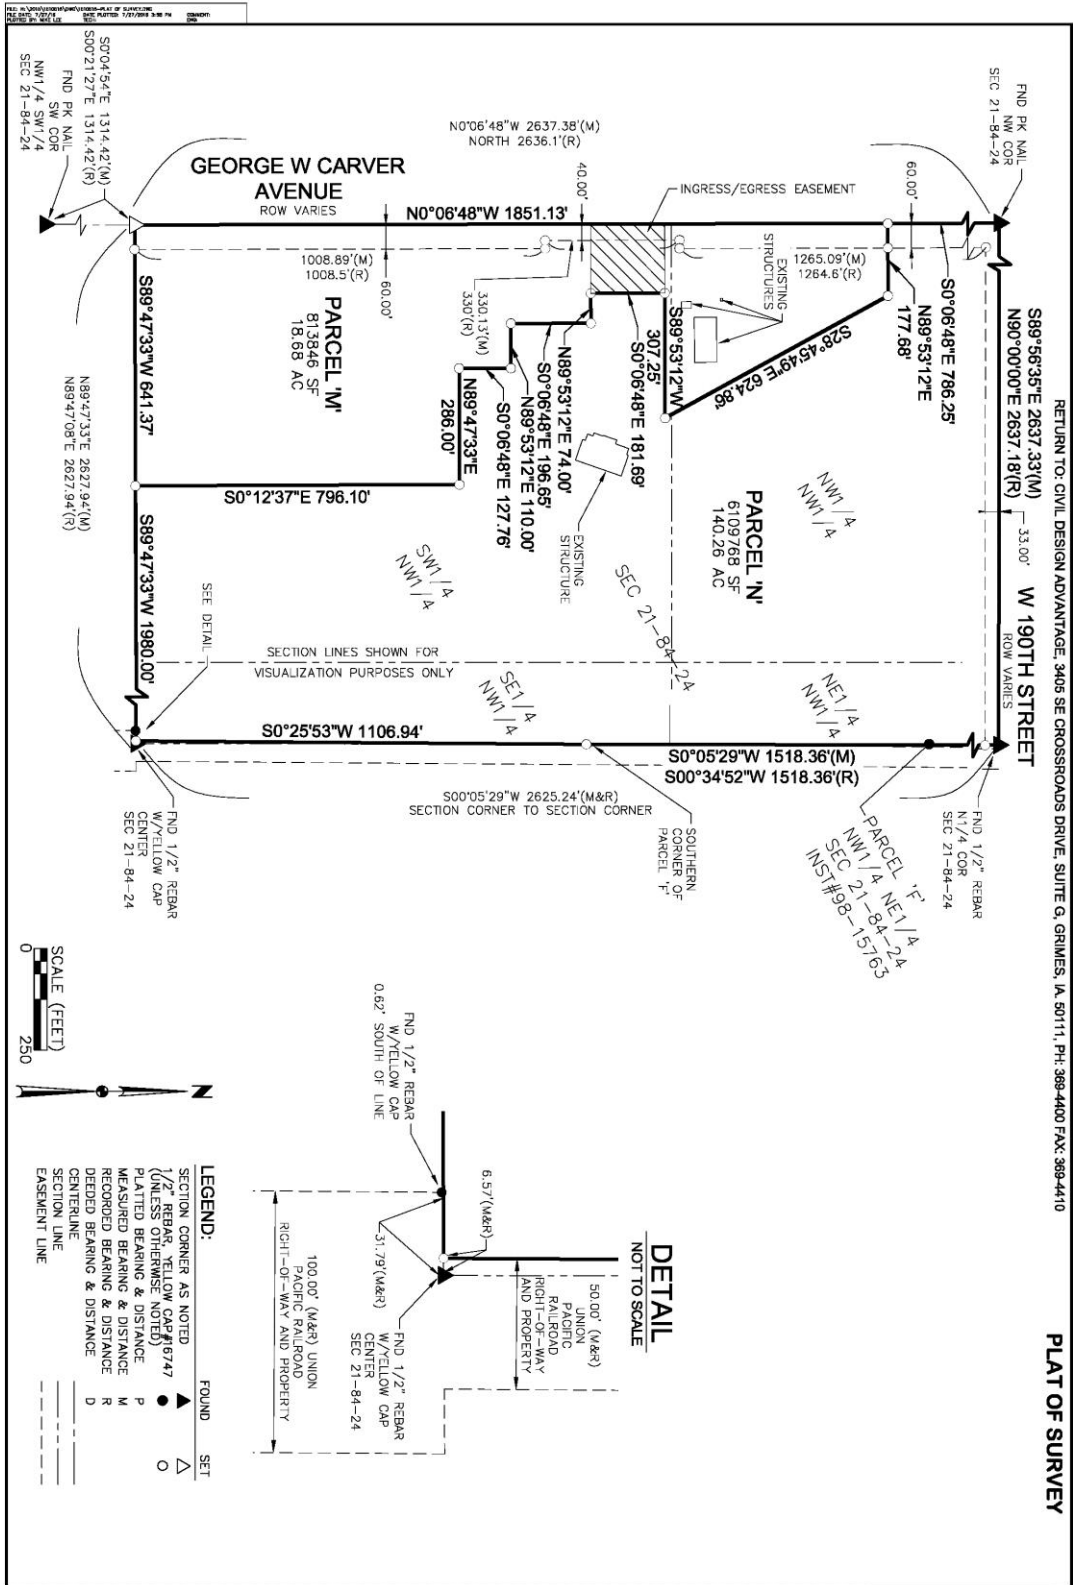 RETURN TO: CIVIL DESIGN ADVANTAGE, 3405 SE CROSSROADS DRIVE, SUITE G, GRIMES, IA. 50111, PH: 369-4400 FAX: 369-4410
PLAT OF SURVEY
FND PK NAIL
NW COR
SEC 21-84-24
S89°56'35"E 2637.33'(M)
N90°00'00"E 2637.18'(R)
33.00'
W 190TH STREET
ROW VARIES
FND 1/2" REBAR
N1/4 COR
SEC 21-84-24
60.00'
S0°06'48"E 786.25'
N89°53'12"E
177.68'
1265.09'(M)
1264.6'(R)
S28°45'49"E 624.86'
EXISTING
STRUCTURES
INGRESS/EGRESS EASEMENT
N0°06'48"W 2637.38'(M)
NORTH 2636.1'(R)
GEORGE W CARVER
AVENUE
ROW VARIES
N0°06'48"W 1851.13'
40.00'
S89°53'12"W
307.25'
S0°06'48"E 181.69'
N89°53'12"E 74.00'
S0°06'48"E 196.65'
N89°53'12"E 110.00'
S0°06'48"E 127.76'
N89°47'33"E
286.00'
330.13'(M)
330'(R)
1008.89'(M)
1008.5'(R)
60.00'
PARCEL 'M'
813846 SF
18.68 AC
PARCEL 'N'
6109768 SF
140.26 AC
NW1/4
NW1/4
SW1/4
NW1/4
SEC 21-84-24
NE1/4
NW1/4
SE1/4
NW1/4
EXISTING
STRUCTURE
S0°12'37"E 796.10'
SECTION LINES SHOWN FOR
VISUALIZATION PURPOSES ONLY
S0°25'53"W 1106.94'
S0°05'29"W 1518.36'(M)
S00°34'52"W 1518.36'(R)
S00°05'29"W 2625.24'(M&R)
SECTION CORNER TO SECTION CORNER
SOUTHERN
CORNER OF
PARCEL 'F'
PARCEL 'F'
NW1/4 NE1/4
SEC 21-84-24
INST#98-15763
S0°04'54"E 1314.42'(M)
S00°21'27"E 1314.42'(R)
FND PK NAIL
SW COR
NW1/4 SW1/4
SEC 21-84-24
S89°47'33"W 641.37'
N89°47'33"E 2627.94'(M)
N89°47'08"E 2627.94'(R)
S89°47'33"W 1980.00'
SEE DETAIL
FND 1/2" REBAR
W/YELLOW CAP
CENTER
SEC 21-84-24
SCALE (FEET)
0 250
N
DETAIL
NOT TO SCALE
FND 1/2" REBAR
W/YELLOW CAP
0.62' SOUTH OF LINE
6.57'(M&R)
31.79'(M&R)
50.00' (M&R)
UNION
PACIFIC
RAILROAD
RIGHT-OF-WAY
AND PROPERTY
FND 1/2" REBAR
W/YELLOW CAP
CENTER
SEC 21-84-24
100.00' (M&R) UNION
PACIFIC RAILROAD
RIGHT-OF-WAY AND PROPERTY
LEGEND: FOUND SET
SECTION CORNER AS NOTED
1/2" REBAR, YELLOW CAP#16747
(UNLESS OTHERWISE NOTED)
PLATTED BEARING & DISTANCE P
MEASURED BEARING & DISTANCE M
RECORDED BEARING & DISTANCE R
DEEDED BEARING & DISTANCE D
CENTERLINE
SECTION LINE
EASEMENT LINE